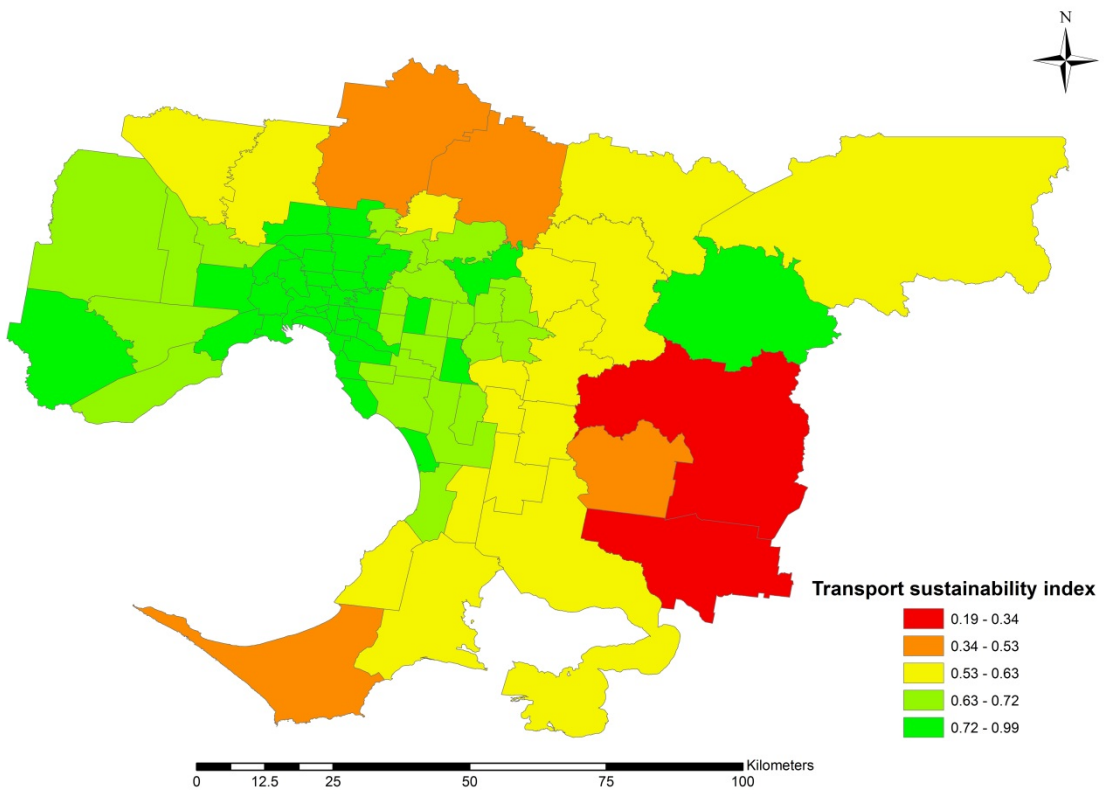 N
Transport sustainability index
0.19 - 0.34
0.34 - 0.53
0.53 - 0.63
0.63 - 0.72
0.72 - 0.99
Kilometers
0 12.5 25 50 75 100